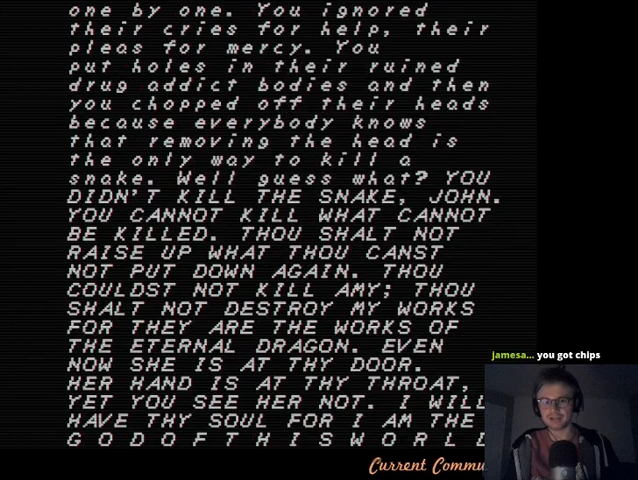 one by one. You ignored
their cries for help, their
pleas for mercy. You
put holes in their ruined
drug addict bodies and then
you chopped off their heads
because everybody knows
that removing the head is
the only way to kill a
snake. Well guess what? YOU
DIDN'T KILL THE SNAKE, JOHN.
YOU CANNOT KILL WHAT CANNOT
BE KILLED. THOU SHALT NOT
RAISE UP WHAT THOU CANST
NOT PUT DOWN AGAIN. THOU
COULDST NOT KILL AMY; THOU
SHALT NOT DESTROY MY WORKS
FOR THEY ARE THE WORKS OF
THE ETERNAL DRAGON. EVEN
NOW SHE IS AT THY DOOR.
HER HAND IS AT THY THROAT,
YET YOU SEE HER NOT. I WILL
HAVE THY SOUL FOR I AM THE
G O D O F T H I S W O R L D
jamesa... you got chips
Current Commu